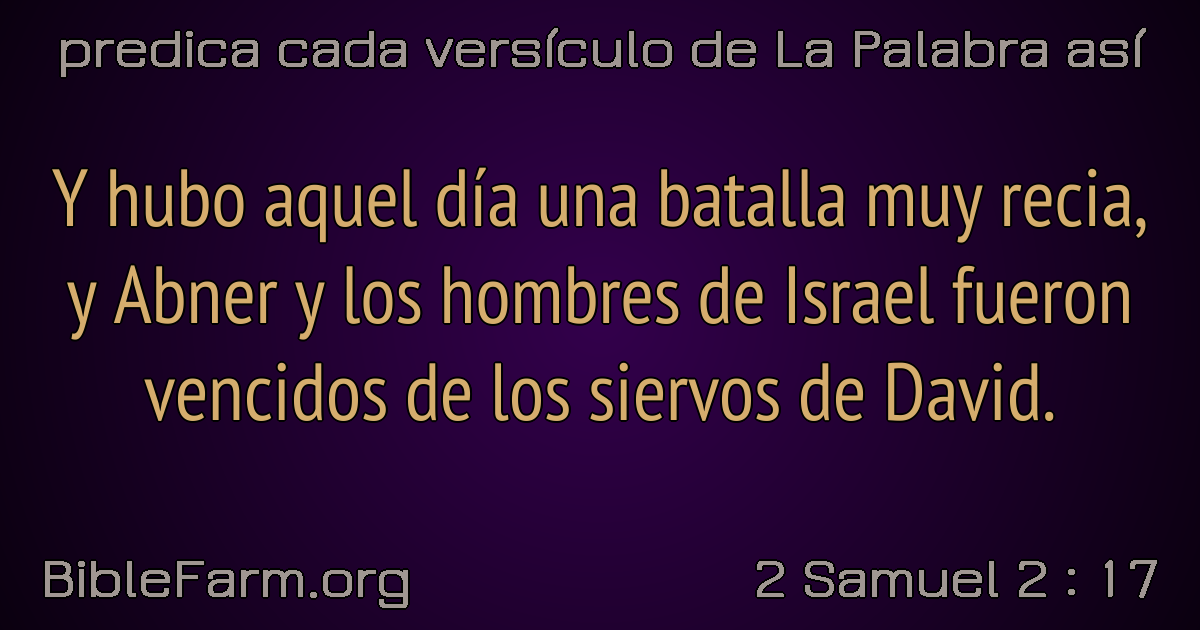 predica cada versículo de La Palabra así
Y hubo aquel día una batalla muy recia,
y Abner y los hombres de Israel fueron
vencidos de los siervos de David.
BibleFarm.org
2 Samuel 2 : 17